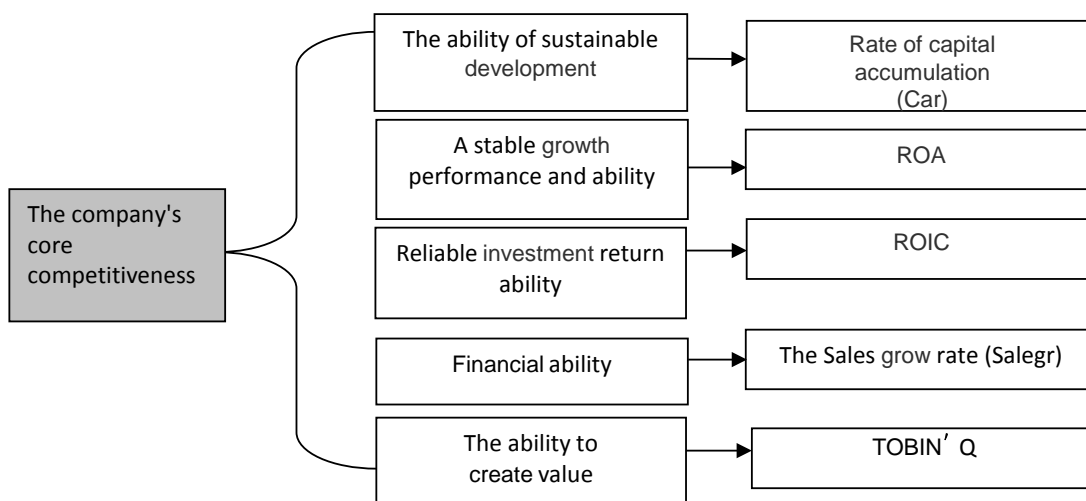 The company's
core
competitiveness
The ability of sustainable
development
Rate of capital
accumulation
(Car)
A stable growth
performance and ability
ROA
Reliable investment return
ability
ROIC
Financial ability
The Sales grow rate (Salegr)
The ability to
create value
TOBIN′ Q